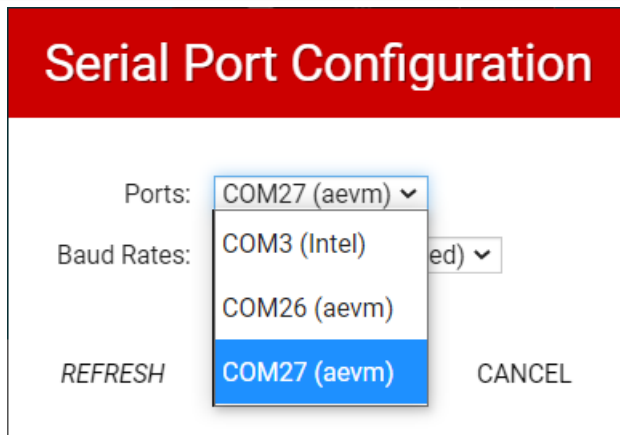 Serial Port Configuration
Ports: COM27 (aevm)
COM3 (Intel)
Baud Rates: ed)
COM26 (aevm)
COM27 (aevm)
REFRESH CANCEL